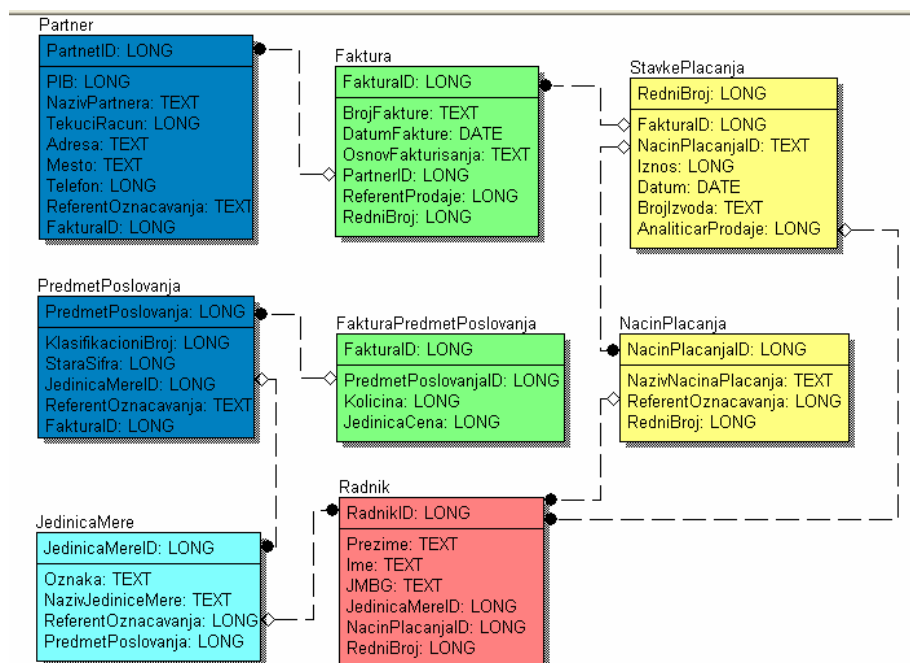 Partner
PartnetID: LONG
PIB: LONG
NazivPartnera: TEXT
TekuciRacun: LONG
Adresa: TEXT
Mesto: TEXT
Telefon: LONG
ReferentOznacavanja: TEXT
FakturaID: LONG
Faktura
FakturaID: LONG
BrojFakture: TEXT
DatumFakture: DATE
OsnovFakturisanja: TEXT
PartnerID: LONG
ReferentProdaje: LONG
RedniBroj: LONG
StavkePlacanja
RedniBroj: LONG
FakturaID: LONG
NacinPlacanjaID: TEXT
Iznos: LONG
Datum: DATE
BrojIzvoda: TEXT
AnaliticarProdaje: LONG
PredmetPoslovanja
PredmetPoslovanja: LONG
KlasifikacioniBroj: LONG
StaraSifra: LONG
JedinicaMereID: LONG
ReferentOznacavanja: TEXT
FakturaID: LONG
FakturaPredmetPoslovanja
FakturaID: LONG
PredmetPoslovanjaID: LONG
Kolicina: LONG
JedinicaCena: LONG
NacinPlacanja
NacinPlacanjaID: LONG
NazivNacinaPlacanja: TEXT
ReferentOznacavanja: LONG
RedniBroj: LONG
JedinicaMere
JedinicaMereID: LONG
Oznaka: TEXT
NazivJediniceMere: TEXT
ReferentOznacavanja: LONG
PredmetPoslovanja: LONG
Radnik
RadnikID: LONG
Prezime: TEXT
Ime: TEXT
JMBG: TEXT
JedinicaMereID: LONG
NacinPlacanjaID: LONG
RedniBroj: LONG